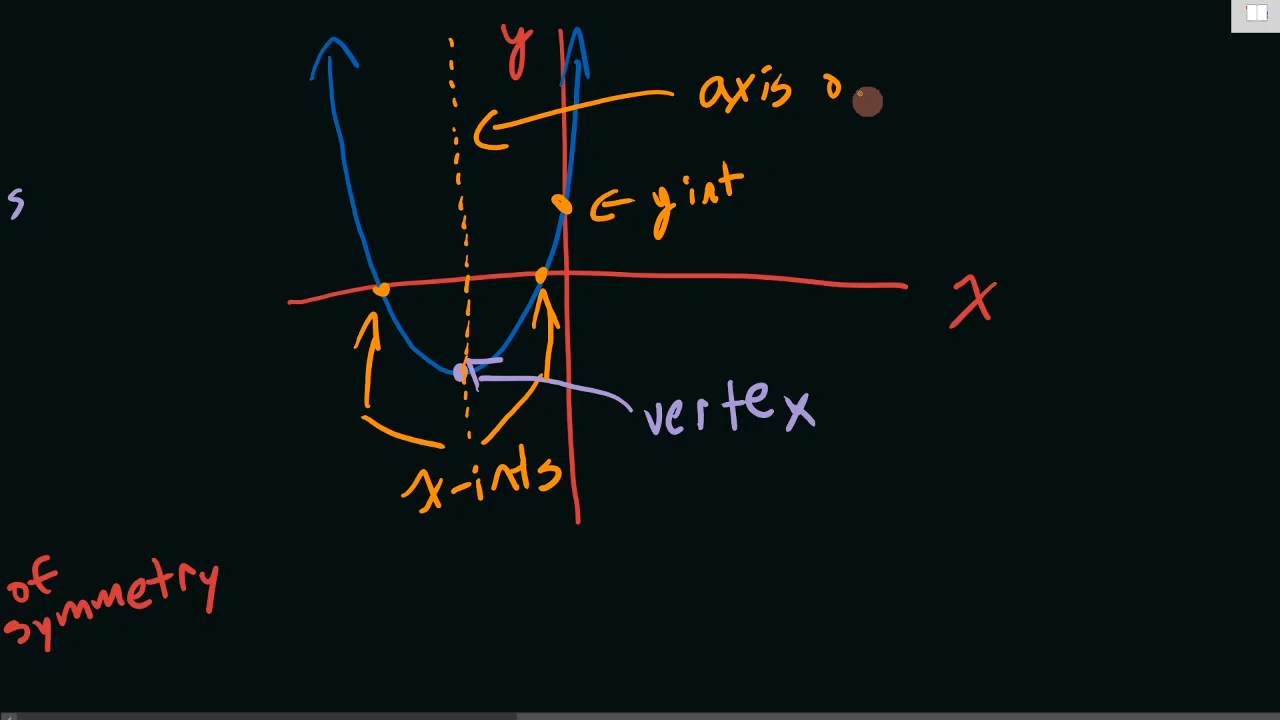 y
axis o
s
← y int
x
vertex
x-ints
of
symmetry